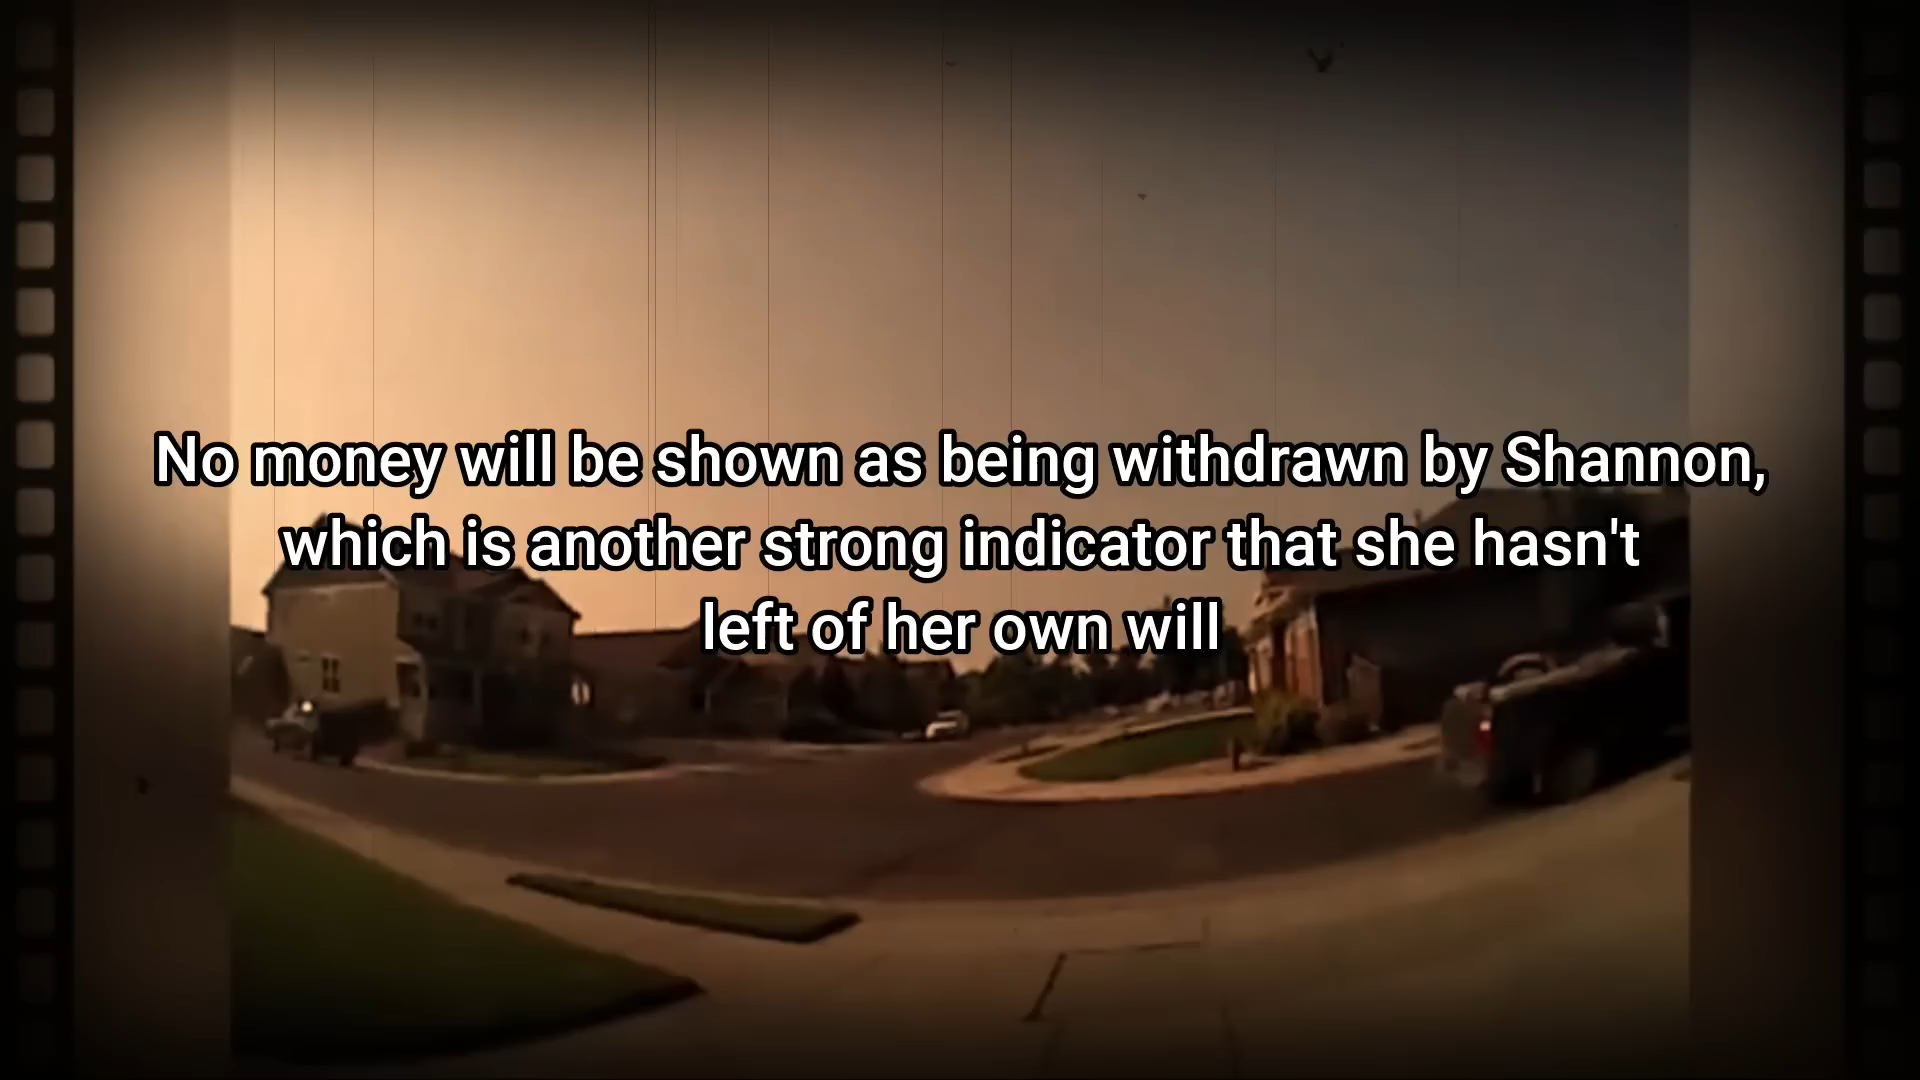 No money will be shown as being withdrawn by Shannon,
which is another strong indicator that she hasn't
left of her own will